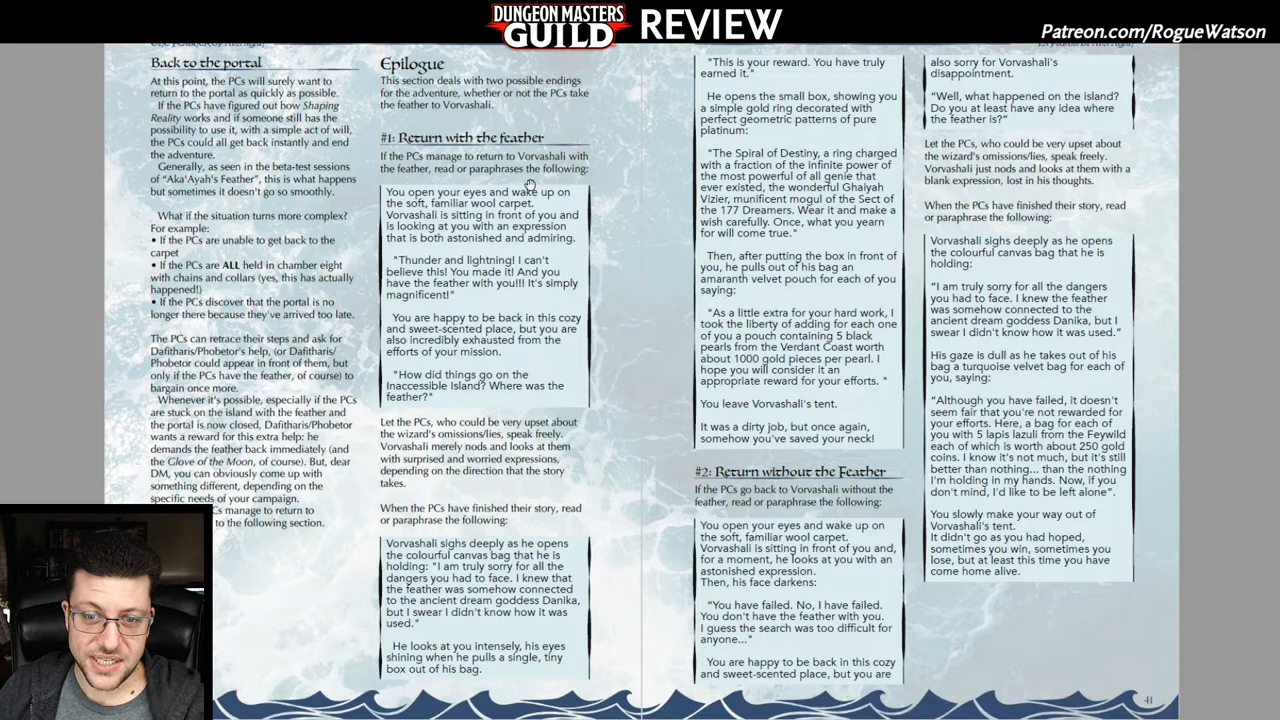 DUNGEON MASTERS
GUILD
REVIEW
Patreon.com/RogueWatson
Back to the portal
At this point, the PCs will surely want to
return to the portal as quickly as possible.
If the PCs have figured out how Shaping
Reality works and if someone still has the
possibility to use it, with a simple act of will,
the PCs could all get back instantly and end
the adventure.
Generally, as seen in the beta-test sessions
of "Aka'Ayah's Feather", this is what happens
but sometimes it doesn't go so smoothly.
What if the situation turns more complex?
For example:
• If the PCs are unable to get back to the
carpet
• If the PCs are ALL held in chamber eight
with chains and collars (yes, this has actually
happened!)
• If the PCs discover that the portal is no
longer there because they've arrived too late.
The PCs can retrace their steps and ask for
Dafitharis/Phobetor's help, (or Dafitharis/
Phobetor could appear in front of them, but
only if the PCs have the feather, of course) to
bargain once more.
Whenever it's possible, especially if the PCs
are stuck on the island with the feather and
the portal is now closed, Dafitharis/Phobetor
wants a reward for this extra help: he
demands the feather back immediately (and
the Glove of the Moon, of course). But, dear
DM, you can obviously come up with
something different, depending on the
specific needs of your campaign.
PCs manage to return to
to the following section.
Epilogue
This section deals with two possible endings
for the adventure, whether or not the PCs take
the feather to Vorvashali.
#1: Return with the feather
If the PCs manage to return to Vorvashali with
the feather, read or paraphrases the following:
You open your eyes and wake up on
the soft, familiar wool carpet.
Vorvashali is sitting in front of you and
is looking at you with an expression
that is both astonished and admiring.
"Thunder and lightning! I can't
believe this! You made it! And you
have the feather with you!!! It's simply
magnificent!"
You are happy to be back in this cozy
and sweet-scented place, but you are
also incredibly exhausted from the
efforts of your mission.
"How did things go on the
Inaccessible Island? Where was the
feather?"
Let the PCs, who could be very upset about
the wizard's omissions/lies, speak freely.
Vorvashali merely nods and looks at them
with surprised and worried expressions,
depending on the direction that the story
takes.
When the PCs have finished their story, read
or paraphrase the following:
Vorvashali sighs deeply as he opens
the colourful canvas bag that he is
holding: "I am truly sorry for all the
dangers you had to face. I knew that
the feather was somehow connected
to the ancient dream goddess Danika,
but I swear I didn't know how it was
used."
He looks at you intensely, his eyes
shining when he pulls a single, tiny
box out of his bag.
"This is your reward. You have truly
earned it."
He opens the small box, showing you
a simple gold ring decorated with
perfect geometric patterns of pure
platinum:
"The Spiral of Destiny, a ring charged
with a fraction of the infinite power of
the most powerful of all genie that
ever existed, the wonderful Ghaiyah
Vizier, munificent mogul of the Sect of
the 177 Dreamers. Wear it and make a
wish carefully. Once, what you yearn
for will come true."
Then, after putting the box in front of
you, he pulls out of his bag an
amaranth velvet pouch for each of you
saying:
"As a little extra for your hard work, I
took the liberty of adding for each one
of you a pouch containing 5 black
pearls from the Verdant Coast worth
about 1000 gold pieces per pearl. I
hope you will consider it an
appropriate reward for your efforts. "
You leave Vorvashali's tent.
It was a dirty job, but once again,
somehow you've saved your neck!
#2: Return without the Feather
If the PCs go back to Vorvashali without the
feather, read or paraphrase the following:
You open your eyes and wake up on
the soft, familiar wool carpet.
Vorvashali is sitting in front of you and,
for a moment, he looks at you with an
astonished expression.
Then, his face darkens:
“You have failed. No, I have failed.
You don't have the feather with you.
I guess the search was too difficult for
anyone..."
You are happy to be back in this cozy
and sweet-scented place, but you are
also sorry for Vorvashali's
disappointment.
“Well, what happened on the island?
Do you at least have any idea where
the feather is?”
Let the PCs, who could be very upset about
the wizard's omissions/lies, speak freely.
Vorvashali just nods and looks at them with a
blank expression, lost in his thoughts.
When the PCs have finished their story, read
or paraphrase the following:
Vorvashali sighs deeply as he opens
the colourful canvas bag that he is
holding:
“I am truly sorry for all the dangers
you had to face. I knew the feather
was somehow connected to the
ancient dream goddess Danika, but I
swear I didn't know how it was used.”
His gaze is dull as he takes out of his
bag a turquoise velvet bag for each of
you, saying:
“Although you have failed, it doesn't
seem fair that you're not rewarded for
your efforts. Here, a bag for each of
you with 5 lapis lazuli from the Feywild
each of which is worth about 250 gold
coins. I know it's not much, but it's still
better than nothing... than the nothing
I'm holding in my hands. Now, if you
don't mind, I'd like to be left alone”.
You slowly make your way out of
Vorvashali's tent.
It didn't go as you had hoped,
sometimes you win, sometimes you
lose, but at least this time you have
come home alive.
41